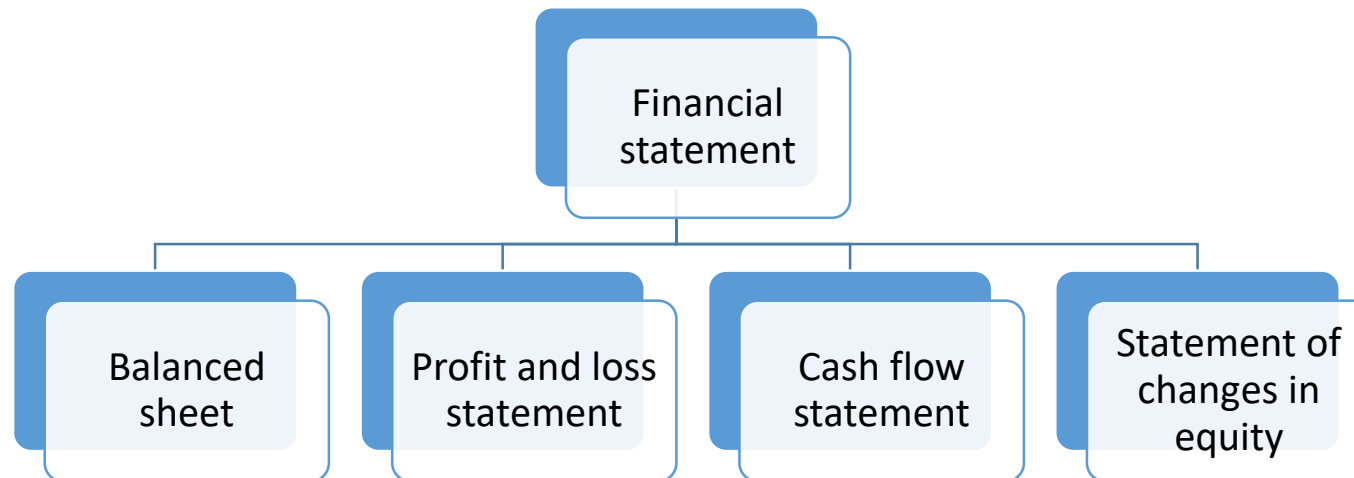 Financial
statement
Balanced
sheet
Profit and loss
statement
Cash flow
statement
Statement of
changes in
equity